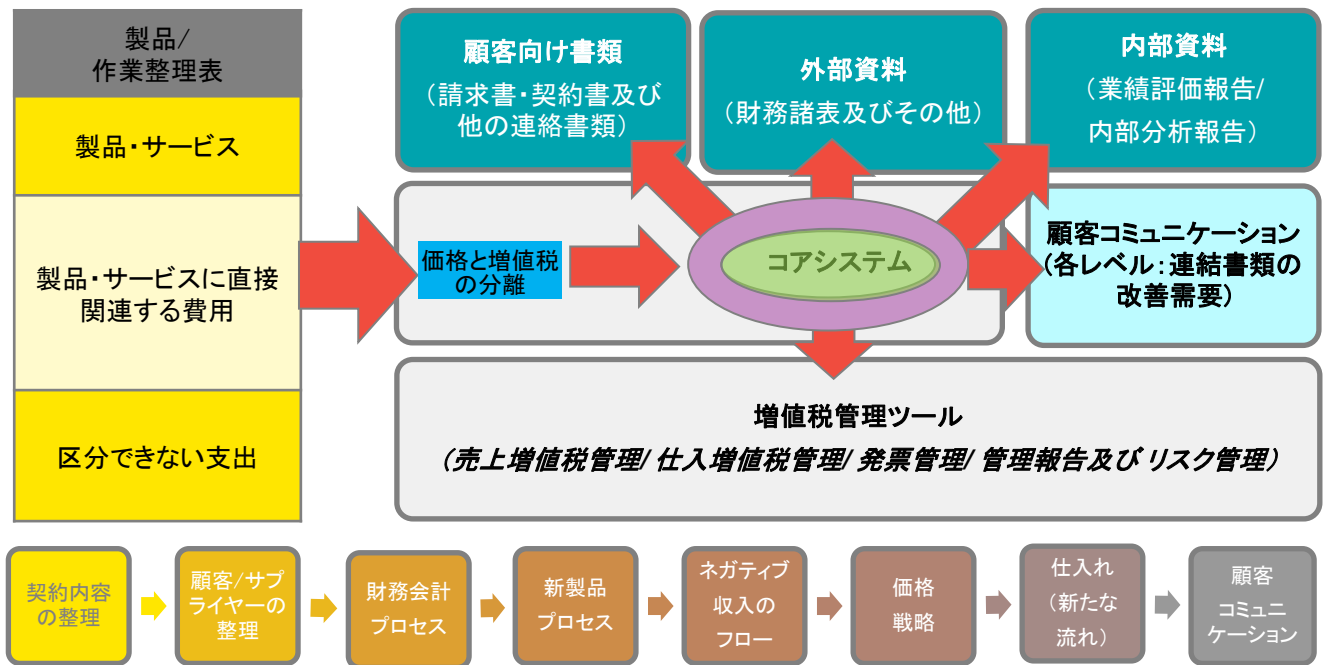 製品/
作業整理表
製品・サービス
製品・サービスに直接
関連する費用
区分できない支出
顧客向け書類
（請求書・契約書及び
他の連絡書類）
外部資料
（財務諸表及びその他）
内部資料
（業績評価報告/
内部分析報告）
価格と増値税
の分離
コアシステム
顧客コミュニケーション
（各レベル：連結書類の
改善需要）
増値税管理ツール
（売上増値税管理/ 仕入増値税管理/ 発票管理/ 管理報告及び リスク管理）
契約内容
の整理
顧客/サプ
ライヤーの
整理
財務会計
プロセス
新製品
プロセス
ネガティブ
収入の
フロー
価格
戦略
仕入れ
（新たな
流れ）
顧客
コミュニ
ケーション